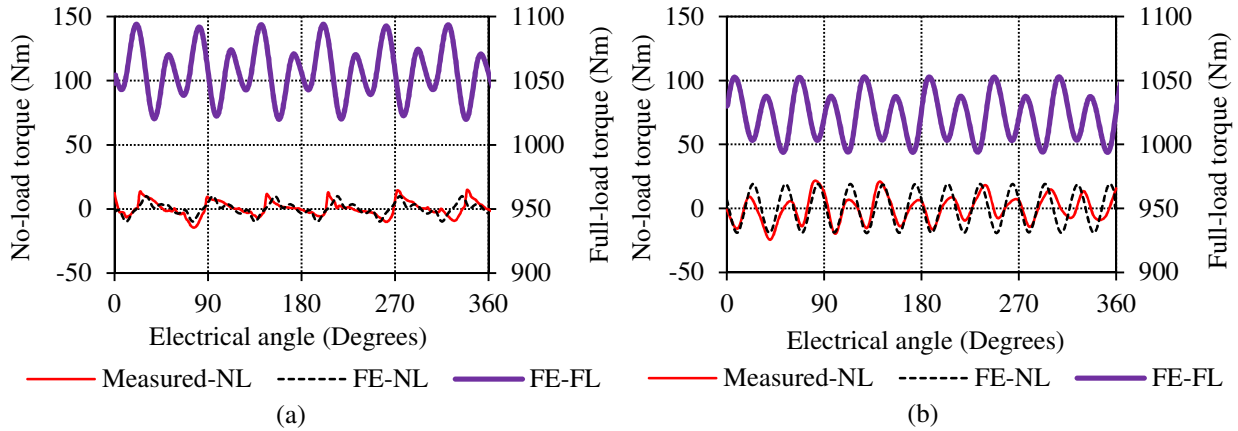 150
100
50
0
-50
No-load torque (Nm)
1100
1050
1000
950
900
Full-load torque (Nm)
0 90 180 270 360
Electrical angle (Degrees)
Measured-NL FE-NL FE-FL
(a)
150
100
50
0
-50
No-load torque (Nm)
1100
1050
1000
950
900
Full-load torque (Nm)
0 90 180 270 360
Electrical angle (Degrees)
Measured-NL FE-NL FE-FL
(b)